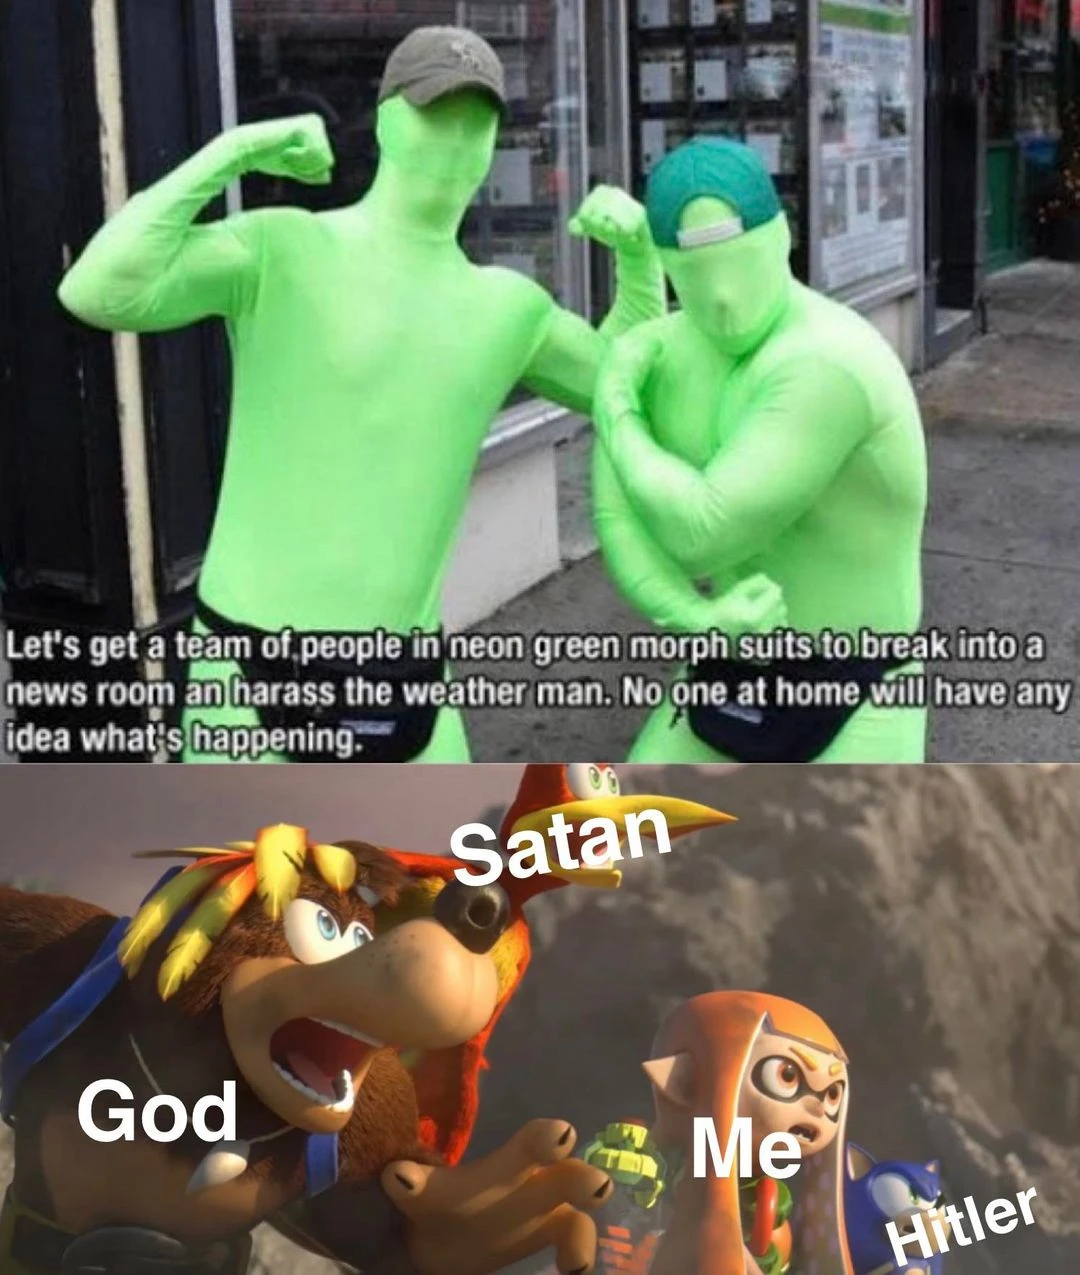 Let's get a team of people in neon green morph suits to break into a
news room an harass the weather man. No one at home will have any
idea what's happening.
Satan
God
Me
Hitler